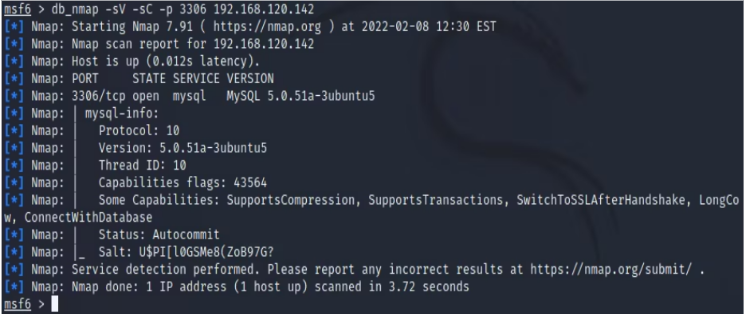 msf6 > db_nmap -sV -sC -p 3306 192.168.120.142
[*] Nmap: Starting Nmap 7.91 ( https://nmap.org ) at 2022-02-08 12:30 EST
[*] Nmap: Nmap scan report for 192.168.120.142
[*] Nmap: Host is up (0.012s latency).
[*] Nmap: PORT     STATE SERVICE VERSION
[*] Nmap: 3306/tcp open  mysql   MySQL 5.0.51a-3ubuntu5
[*] Nmap: | mysql-info:
[*] Nmap: |   Protocol: 10
[*] Nmap: |   Version: 5.0.51a-3ubuntu5
[*] Nmap: |   Thread ID: 10
[*] Nmap: |   Capabilities flags: 43564
[*] Nmap: |   Some Capabilities: SupportsCompression, SupportsTransactions, SwitchToSSLAfterHandshake, LongCo
w, ConnectWithDatabase
[*] Nmap: |   Status: Autocommit
[*] Nmap: |_  Salt: U$PI[l0GSMe8(ZoB97G?
[*] Nmap: Service detection performed. Please report any incorrect results at https://nmap.org/submit/ .
[*] Nmap: Nmap done: 1 IP address (1 host up) scanned in 3.72 seconds
msf6 >